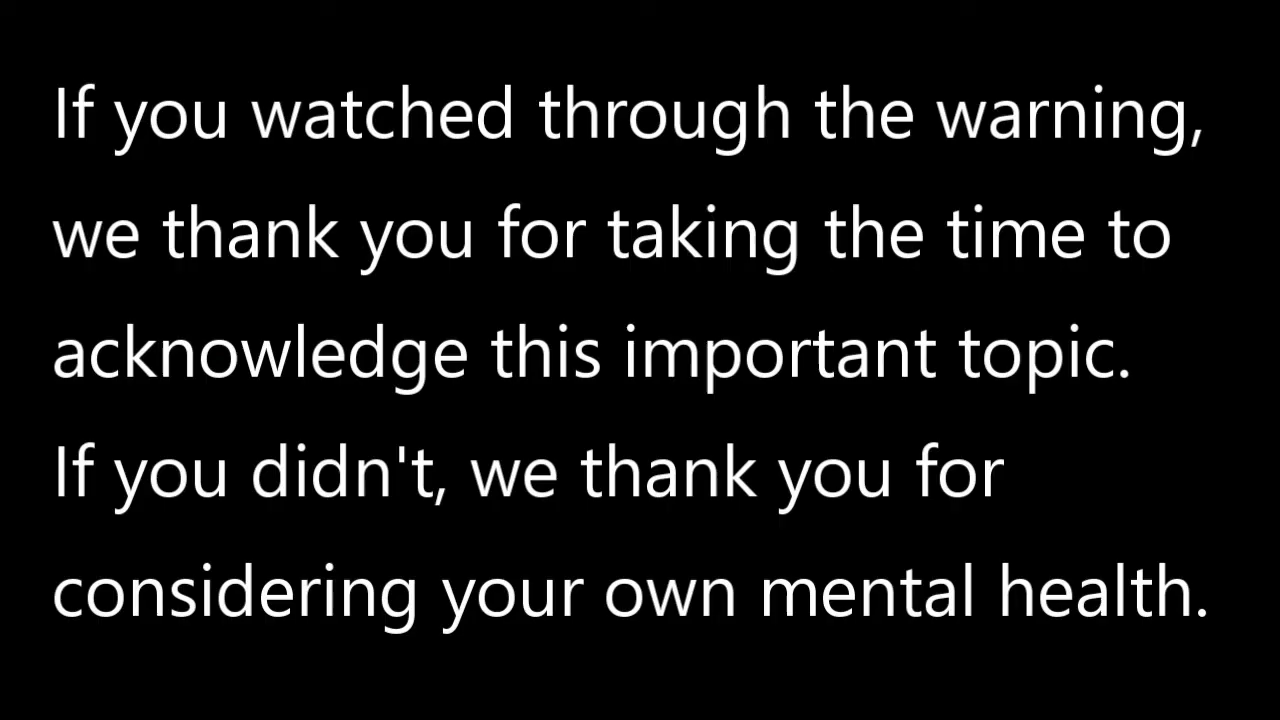 If you watched through the warning,
we thank you for taking the time to
acknowledge this important topic.
If you didn't, we thank you for
considering your own mental health.